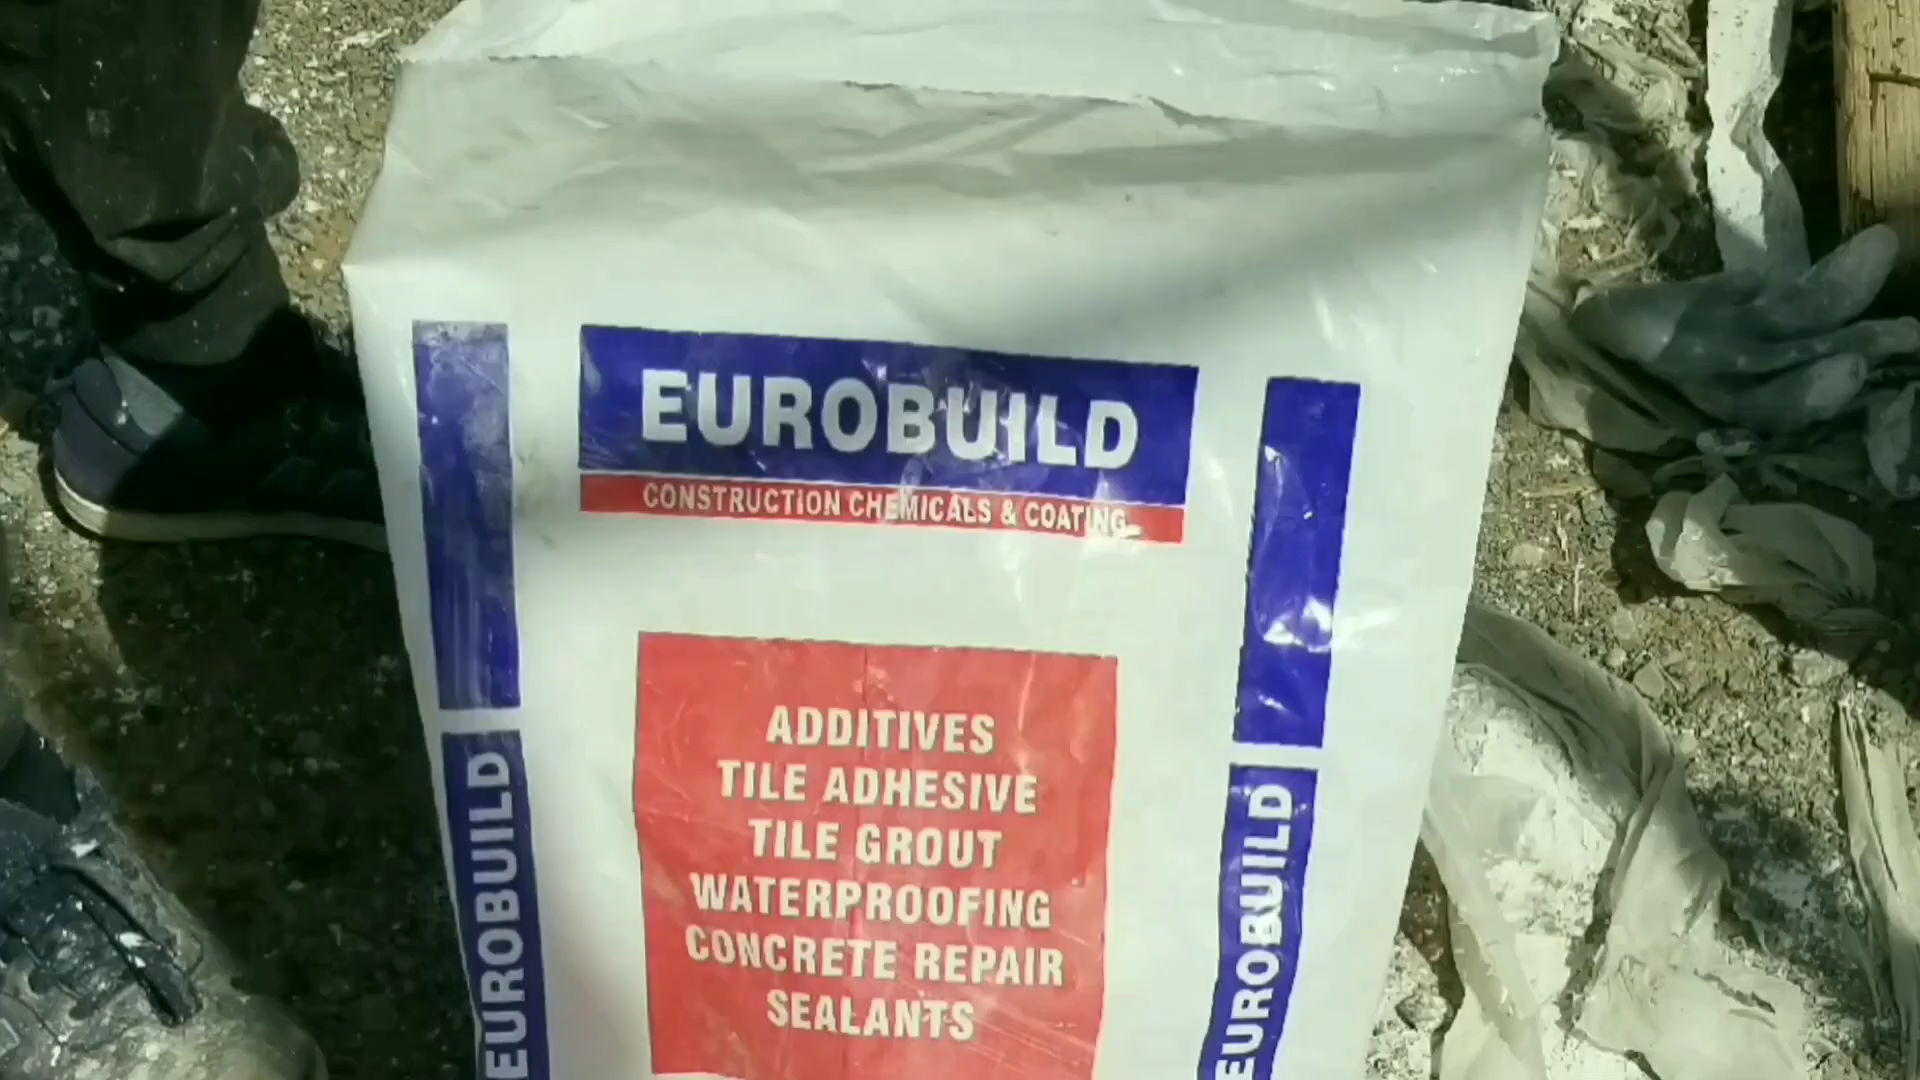 EUROBUILD
CONSTRUCTiON CHEMICALS & COATING
ADDITIVES
TILE ADHESIVE
TILE GROUT
WATERPROOFING
CONCRETE REPAIR
SEALANTS
EUROBUILD
EUROBUILD